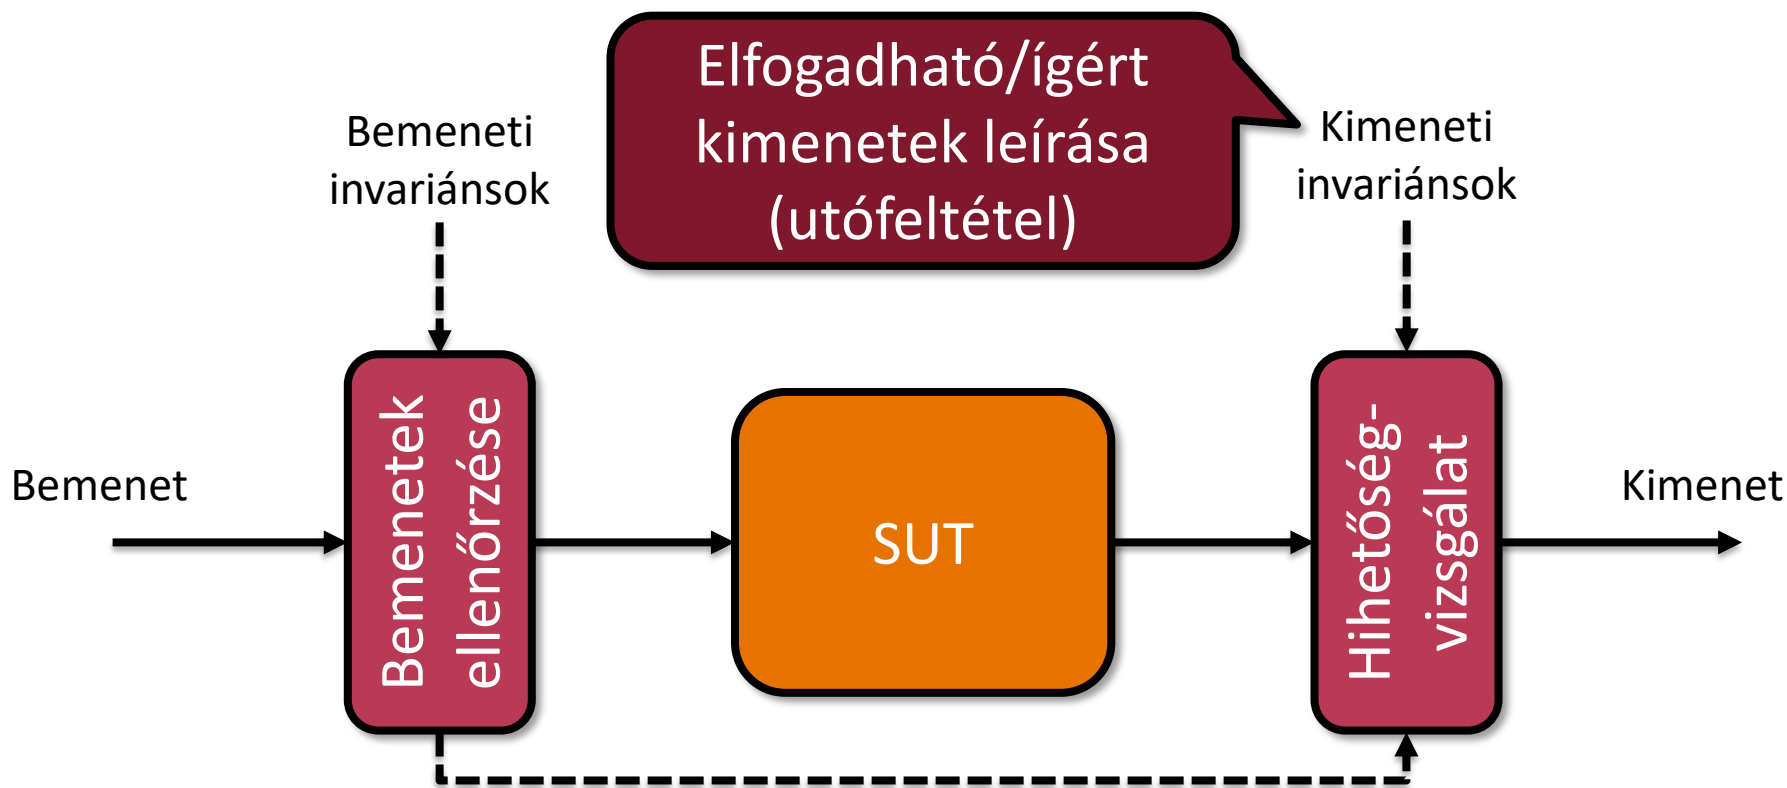 Elfogadható/ígért
kimenetek leírása
(utófeltétel)
Bemeneti
invariánsok
Kimeneti
invariánsok
Bemenet
Bemenetek
ellenőrzése
SUT
Hihetőség-
vizsgálat
Kimenet